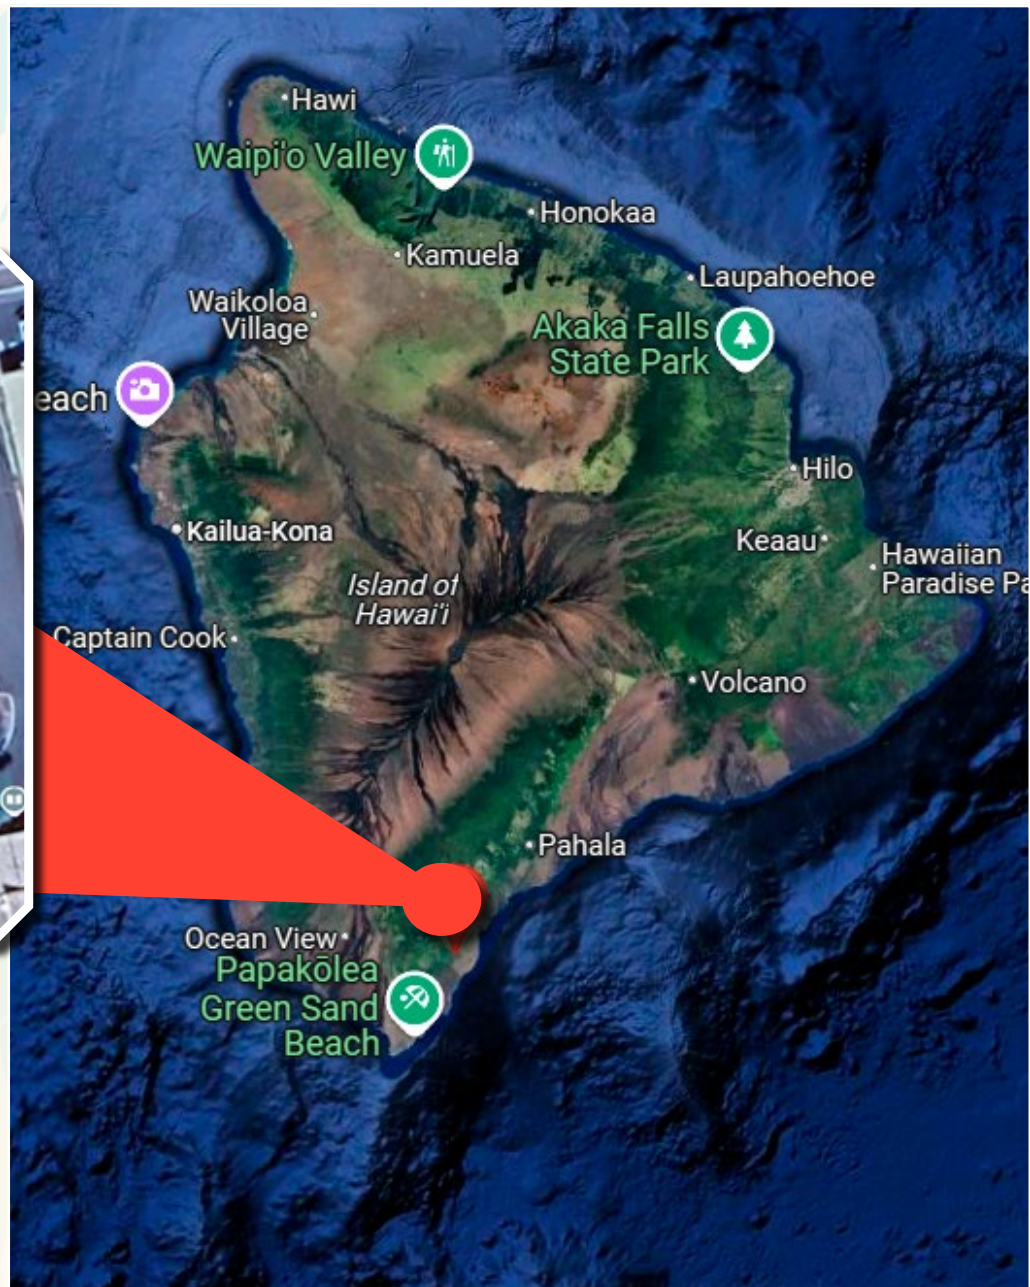 Hawi
Waipi'o Valley
Honokaa
Kamuela
Laupahoehoe
Waikoloa
Village
Akaka Falls
State Park
each
Hilo
Kailua-Kona
Keaau
Hawaiian
Paradise Pa
Island of
Hawai'i
Captain Cook
Volcano
Pahala
Ocean View
Papakōlea
Green Sand
Beach